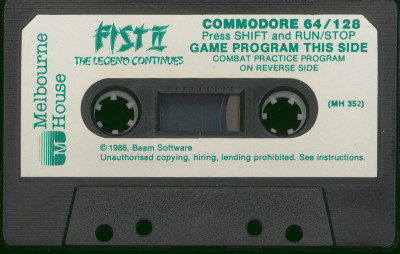 Melbourne
House
M
FIST II
THE LEGEND CONTINUES
COMMODORE 64/128
Press SHIFT and RUN/STOP
GAME PROGRAM THIS SIDE
COMBAT PRACTICE PROGRAM
ON REVERSE SIDE
(MH 352)
© 1986, Beam Software
Unauthorised copying, hiring, lending prohibited. See instructions.